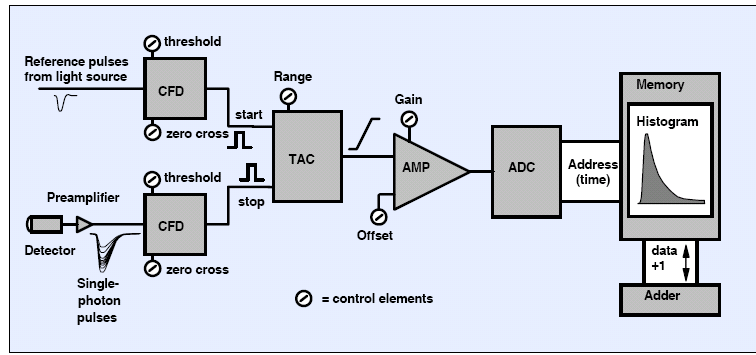 Reference pulses
from light source
threshold
CFD
zero cross
start
Range
TAC
Gain
AMP
Offset
ADC
Address
(time)
Memory
Histogram
data
+1
Adder
Preamplifier
Detector
Single-
photon
pulses
threshold
CFD
zero cross
stop
= control elements